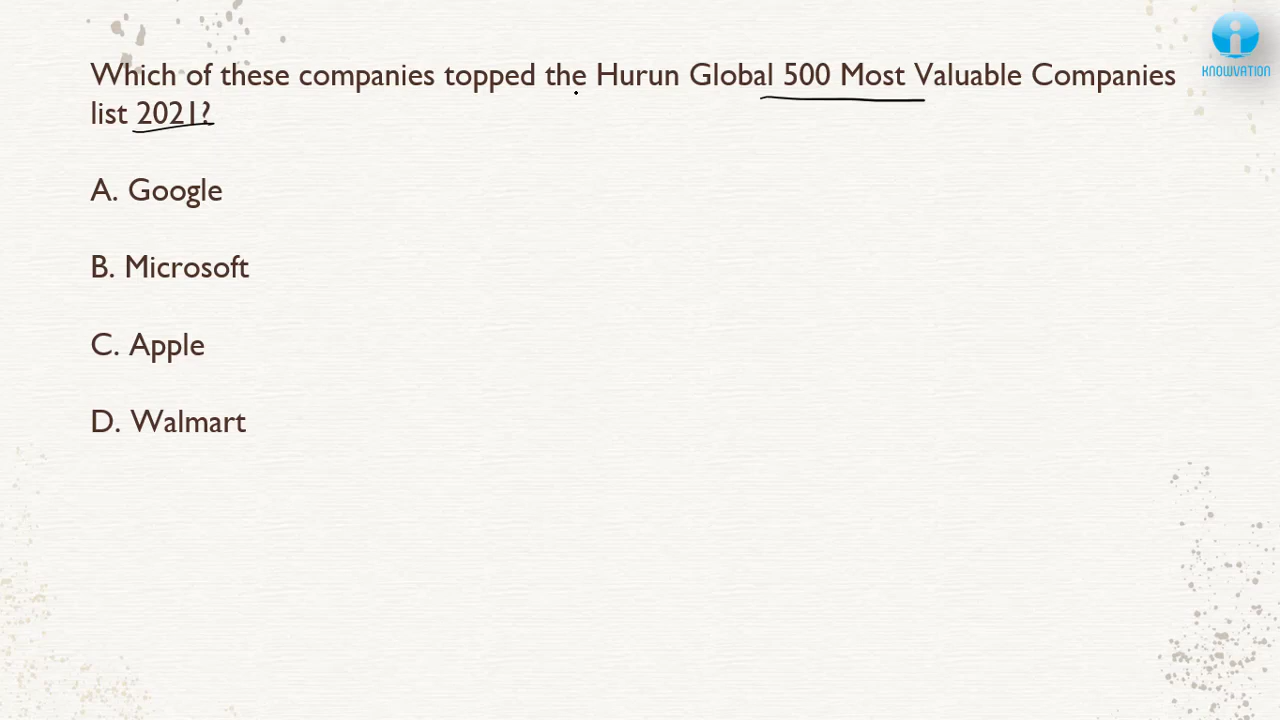 Which of these companies topped the Hurun Global 500 Most Valuable Companies
list 2021?
A. Google
B. Microsoft
C. Apple
D. Walmart
KNOWVATION